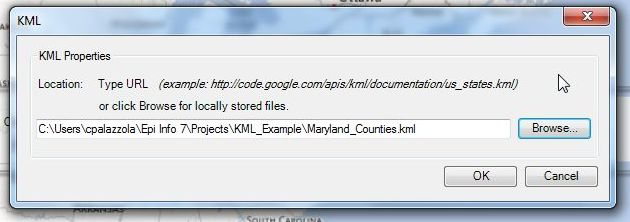 Ottawa
KML
KML Properties
Location: Type URL (example: http://code.google.com/apis/kml/documentation/us_states.kml)
or click Browse for locally stored files.
C:\Users\cpalazzola\Epi Info 7\Projects\KML_Example\Maryland_Counties.kml Browse...
OK Cancel
ARKANSAS
SOUTH CAROLINA